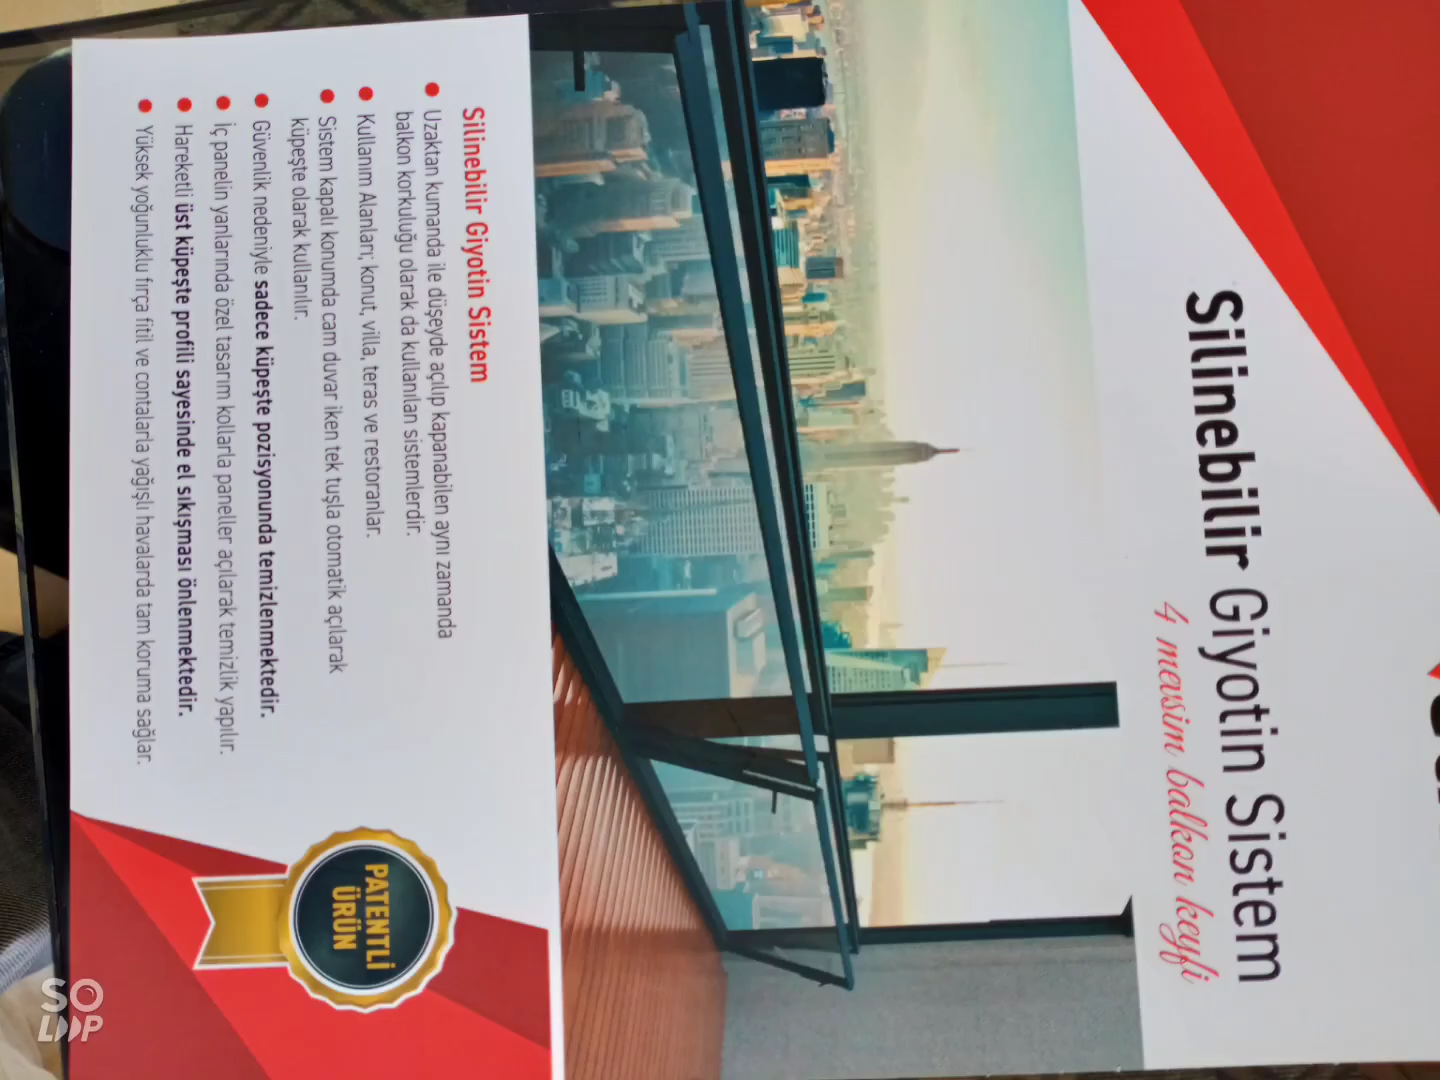 Silinebilir Giyotin Sistem
4 mevsim balkon keyfi
Silinebilir Giyotin Sistem
Uzaktan kumanda ile düşeyde açılıp kapanabilen aynı zamanda
balkon korkuluğu olarak da kullanılan sistemlerdir.
Kullanım Alanları; konut, villa, teras ve restoranlar.
Sistem kapalı konumda cam duvar iken tek tuşla otomatik açılarak
küpeşte olarak kullanılır.
Güvenlik nedeniyle sadece küpeşte pozisyonunda temizlenmektedir.
İç panelin yanlarında özel tasarım kollarla paneller açılarak temizlik yapılır.
Hareketli üst küpeşte profili sayesinde el sıkışması önlenmektedir.
Yüksek yoğunluklu fırça fitil ve contalarla yağışlı havalarda tam koruma sağlar.
PATENTLİ
ÜRÜN
SO
LOOP